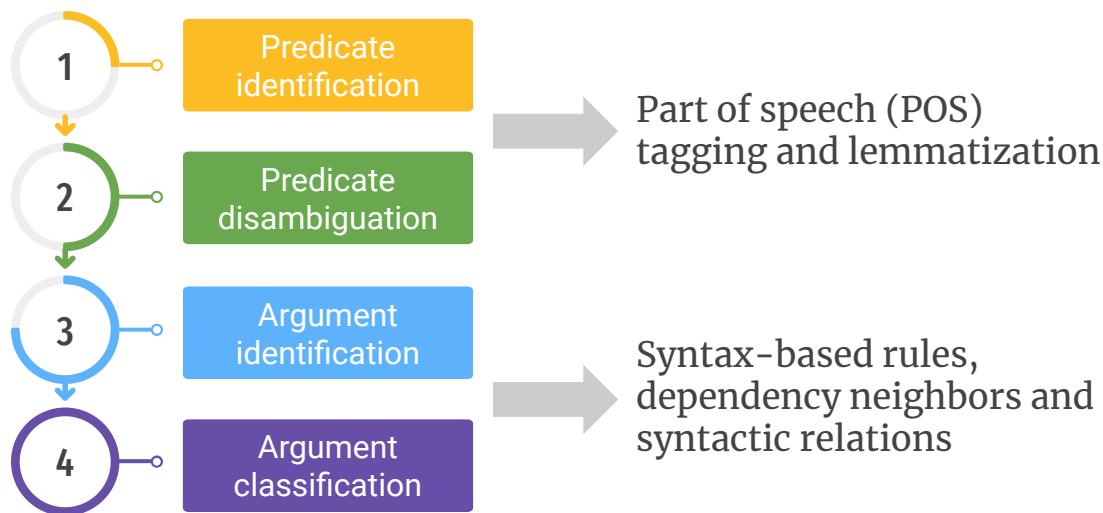 1
Predicate
identification
Part of speech (POS)
tagging and lemmatization
2
Predicate
disambiguation
3
Argument
identification
Syntax-based rules,
dependency neighbors and
syntactic relations
4
Argument
classification